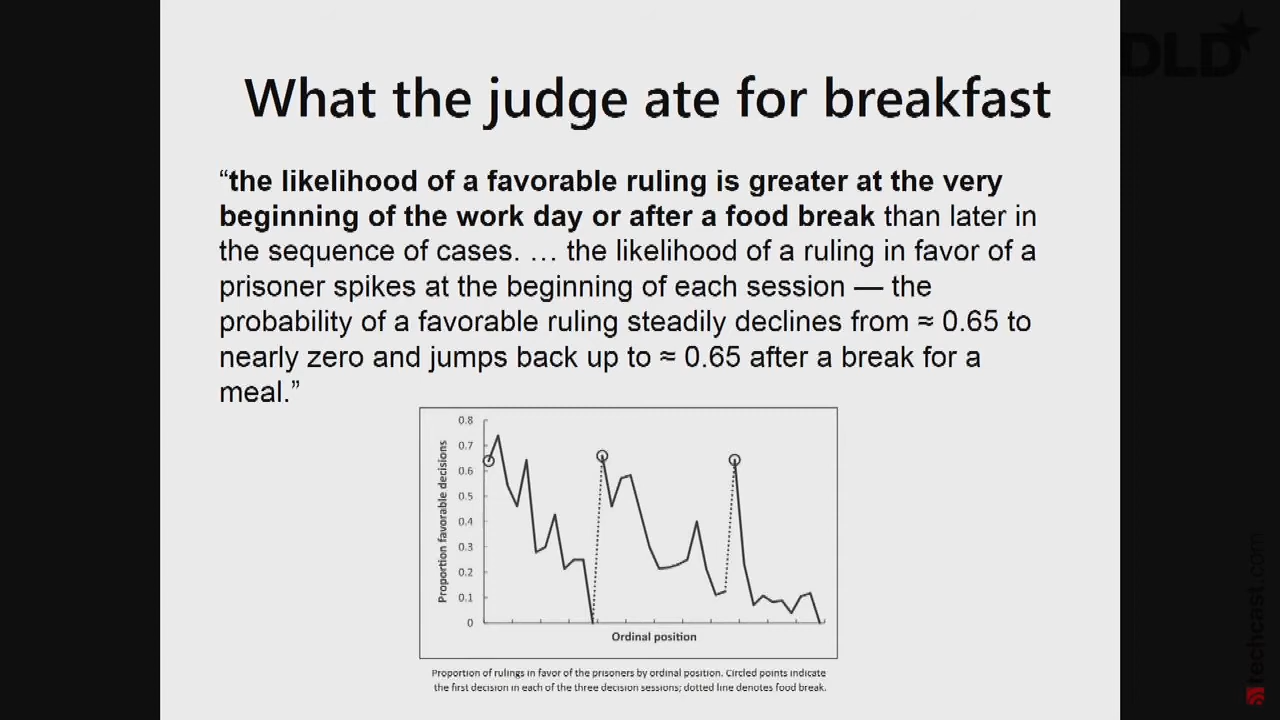 DLD
What the judge ate for breakfast
“the likelihood of a favorable ruling is greater at the very
beginning of the work day or after a food break than later in
the sequence of cases. … the likelihood of a ruling in favor of a
prisoner spikes at the beginning of each session — the
probability of a favorable ruling steadily declines from ≈ 0.65 to
nearly zero and jumps back up to ≈ 0.65 after a break for a
meal.”
Proportion favorable decisions
0.8
0.7
0.6
0.5
0.4
0.3
0.2
0.1
0
Ordinal position
Proportion of rulings in favor of the prisoners by ordinal position. Circled points indicate
the first decision in each of the three decision sessions; dotted line denotes food break.
techcast.com